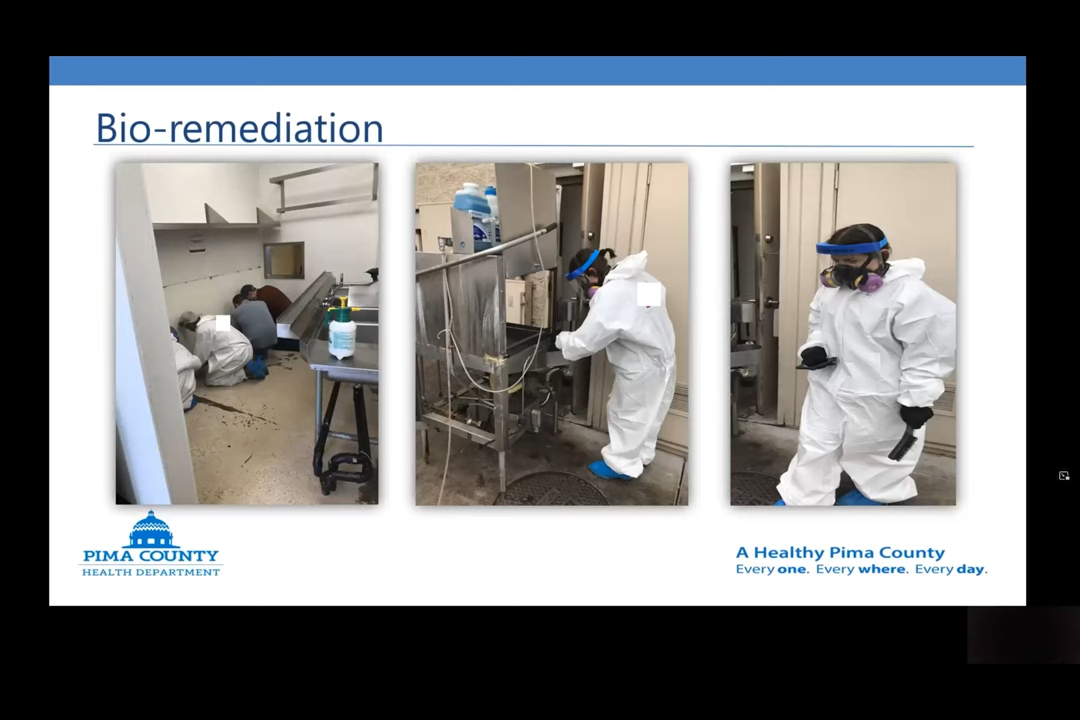 Bio-remediation
PIMA COUNTY
HEALTH DEPARTMENT
A Healthy Pima County
Every one. Every where. Every day.